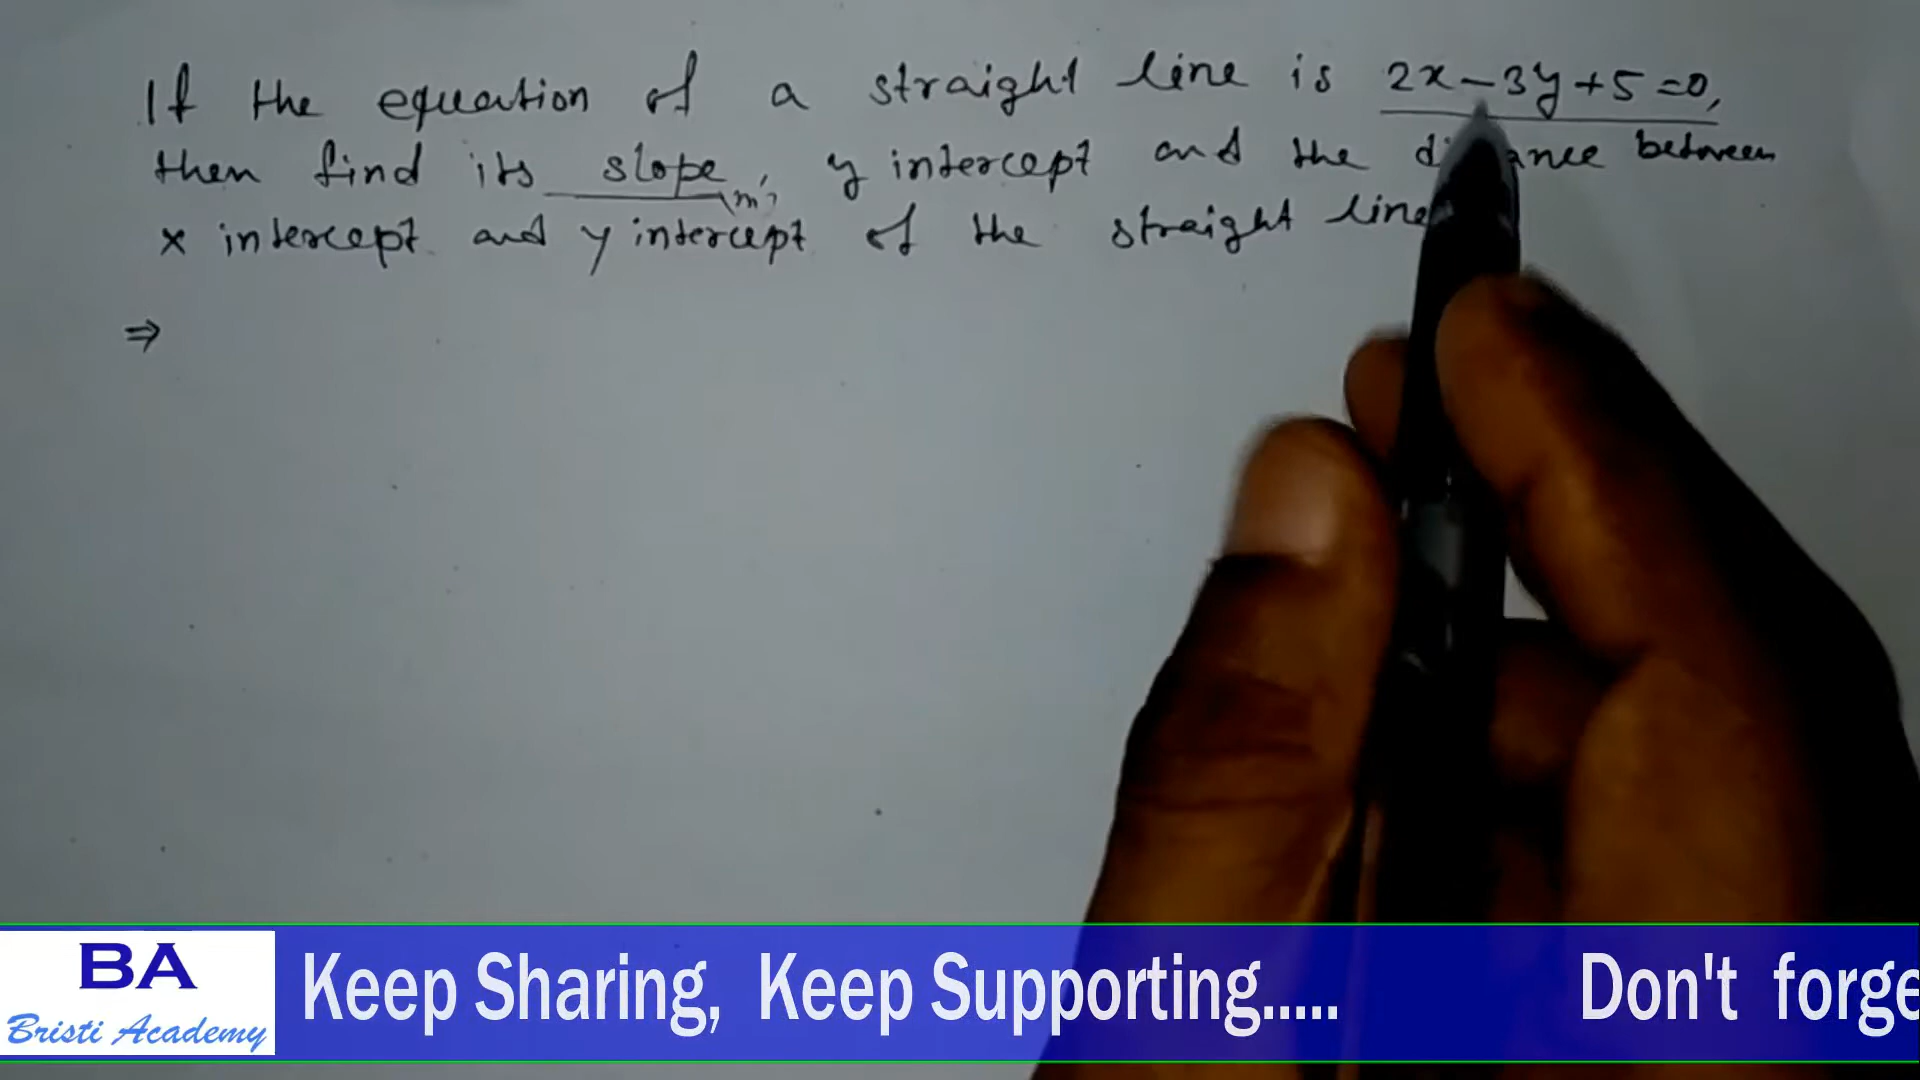 If the equation of a straight line is 2x-3y+5=0,
then find its slope, y intercept and the distance between
'm'
x intercept and y intercept of the straight line
⇒
BA
Bristi Academy
Keep Sharing, Keep Supporting..... Don't forge